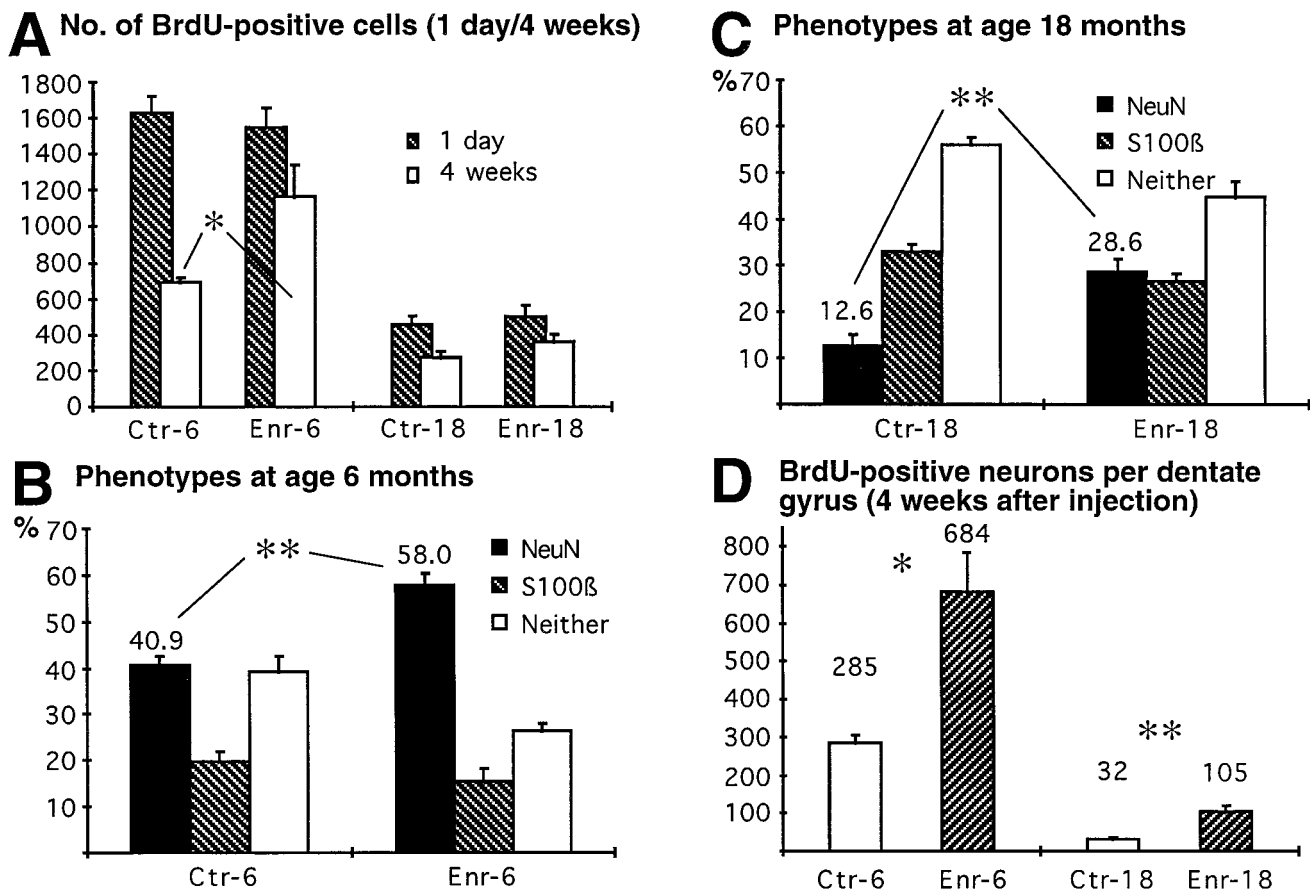 A No. of BrdU-positive cells (1 day/4 weeks)
1800
1600
1400
1200
1000
800
600
400
200
0
*
1 day
4 weeks
Ctr-6 Enr-6 Ctr-18 Enr-18
B Phenotypes at age 6 months
% 70
60
50
40
30
20
10
40.9
**
58.0
NeuN
S100ß
Neither
Ctr-6 Enr-6
C Phenotypes at age 18 months
%70
60
50
40
30
20
10
12.6
**
28.6
NeuN
S100ß
Neither
Ctr-18 Enr-18
D BrdU-positive neurons per dentate
gyrus (4 weeks after injection)
800
700
600
500
400
300
200
100
285
*
684
32
**
105
Ctr-6 Enr-6 Ctr-18 Enr-18